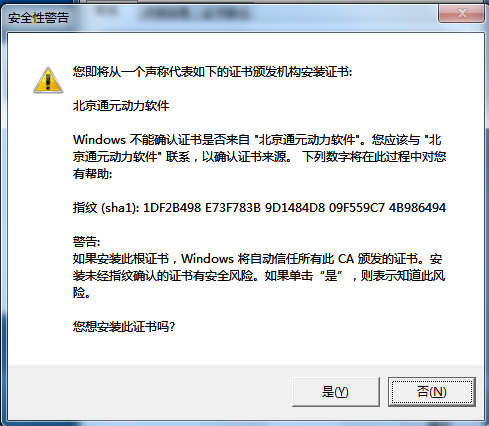 安全性警告
您即将从一个声称代表如下的证书颁发机构安装证书:
北京通元动力软件
Windows 不能确认证书是否来自 "北京通元动力软件"。您应该与 "北
京通元动力软件" 联系，以确认证书来源。 下列数字将在此过程中对您
有帮助:
指纹 (sha1): 1DF2B498 E73F783B 9D1484D8 09F559C7 4B986494
警告:
如果安装此根证书，Windows 将自动信任所有此 CA 颁发的证书。安
装未经指纹确认的证书有安全风险。如果单击“是”，则表示知道此风
险。
您想安装此证书吗?
是(Y)
否(N)